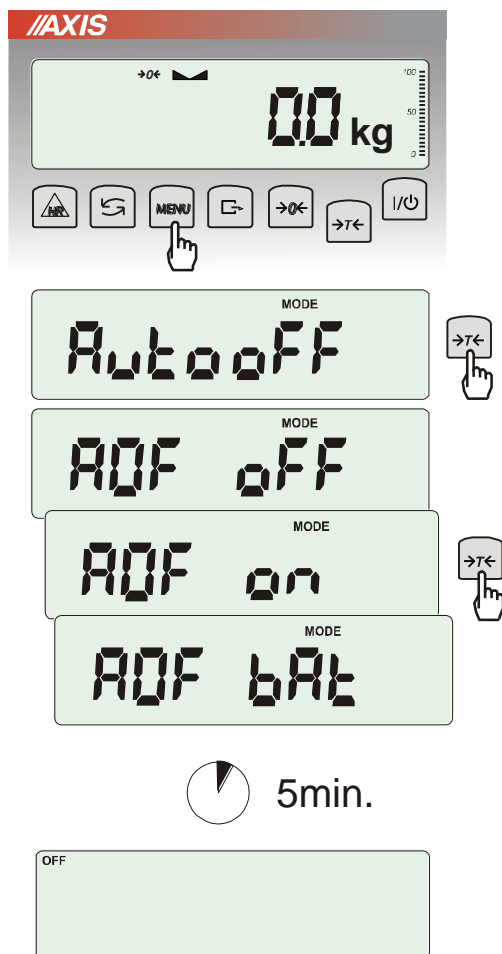 //AXIS
→0← 100
50
0.0 kg
0
HR MENU →0← →T← I/⏻
MODE
AutooFF
→T←
MODE
AOF oFF
MODE
AOF on
→T←
MODE
AOF bAt
5min.
OFF